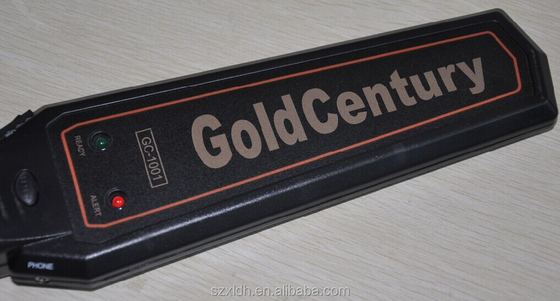 GoldCentury
GC-1001
READY
ALERT
PHONE
szxldh.en.alibaba.com